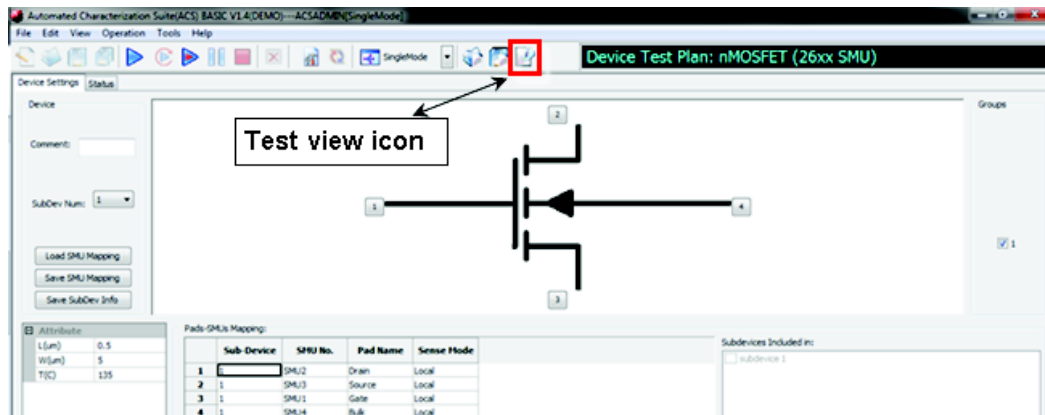 Automated Characterization Suite(ACS) BASIC V1.4(DEMO)----ACSADMIN[SingleMode]
File Edit View Operation Tools Help
SingleMode
Device Test Plan: nMOSFET (26xx SMU)
Device Settings Status
Device
Groups
Test view icon
Comment:
SubDev Num: 1
Load SMU Mapping
Save SMU Mapping
Save SubDev Info
2
1
4
3
1
Attribute
L(um) 0.5
W(um) 5
T(C) 135
Pads-SMUs Mapping:
Sub-Device SMU No. Pad Name Sense Mode
1 1 SMU2 Drain Local
2 1 SMU3 Source Local
3 1 SMU1 Gate Local
4 1 SMU4 Bulk Local
Subdevices Included in:
subdevice 1